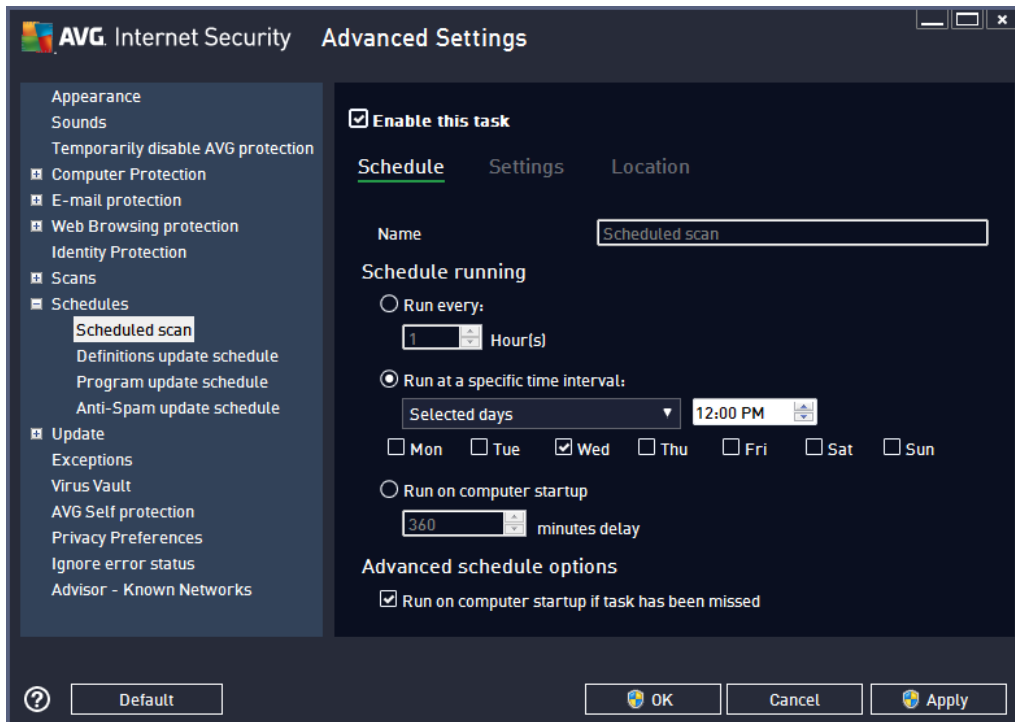 AVG. Internet Security Advanced Settings
Appearance
Sounds
Temporarily disable AVG protection
Computer Protection
E-mail protection
Web Browsing protection
Identity Protection
Scans
Schedules
Scheduled scan
Definitions update schedule
Program update schedule
Anti-Spam update schedule
Update
Exceptions
Virus Vault
AVG Self protection
Privacy Preferences
Ignore error status
Advisor - Known Networks
Enable this task
Schedule Settings Location
Name Scheduled scan
Schedule running
Run every:
1 Hour(s)
Run at a specific time interval:
Selected days 12:00 PM
Mon Tue Wed Thu Fri Sat Sun
Run on computer startup
360 minutes delay
Advanced schedule options
Run on computer startup if task has been missed
? Default OK Cancel Apply